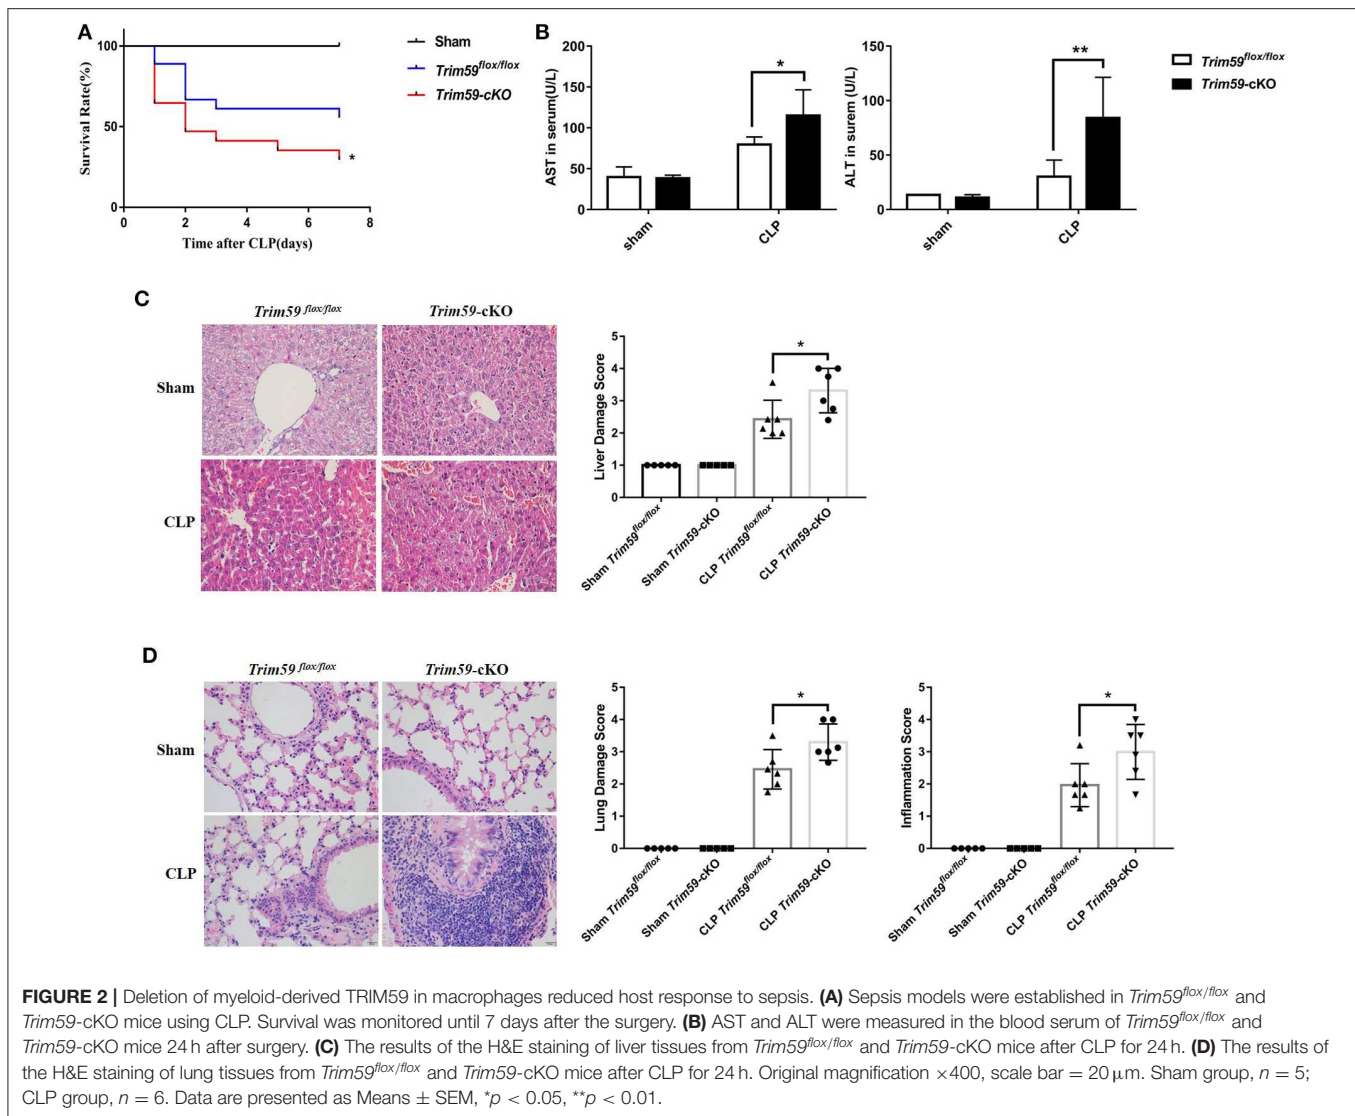 A
Survival Rate(%)
100
50
0
0 2 4 6 8
Time after CLP(days)
*
Sham
Trim59flox/flox
Trim59-cKO
B
AST in serum(U/L)
200
150
100
50
0
*
sham
CLP
ALT in surem (U/L)
150
100
50
0
**
sham
CLP
Trim59flox/flox
Trim59-cKO
C
Trim59 flox/flox
Trim59-cKO
Sham
CLP
Liver Damage Score
5
4
3
2
1
0
*
Sham Trim59flox/flox
Sham Trim59-cKO
CLP Trim59flox/flox
CLP Trim59-cKO
D
Trim59 flox/flox
Trim59-cKO
Sham
CLP
Lung Damage Score
5
4
3
2
1
0
*
Sham Trim59flox/flox
Sham Trim59-cKO
CLP Trim59flox/flox
CLP Trim59-cKO
Inflammation Score
5
4
3
2
1
0
*
Sham Trim59flox/flox
Sham Trim59-cKO
CLP Trim59flox/flox
CLP Trim59-cKO
FIGURE 2 | Deletion of myeloid-derived TRIM59 in macrophages reduced host response to sepsis. (A) Sepsis models were established in Trim59flox/flox and
Trim59-cKO mice using CLP. Survival was monitored until 7 days after the surgery. (B) AST and ALT were measured in the blood serum of Trim59flox/flox and
Trim59-cKO mice 24 h after surgery. (C) The results of the H&E staining of liver tissues from Trim59flox/flox and Trim59-cKO mice after CLP for 24 h. (D) The results of
the H&E staining of lung tissues from Trim59flox/flox and Trim59-cKO mice after CLP for 24 h. Original magnification ×400, scale bar = 20 μm. Sham group, n = 5;
CLP group, n = 6. Data are presented as Means ± SEM, *p < 0.05, **p < 0.01.